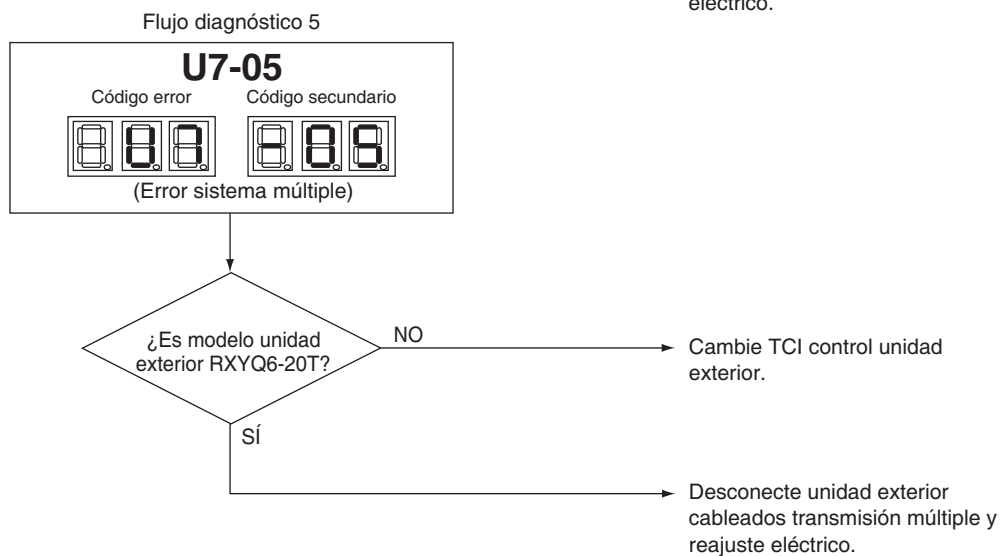 eléctrico.
Flujo diagnóstico 5
U7-05
Código error Código secundario
U7 -05
(Error sistema múltiple)
¿Es modelo unidad
exterior RXYQ6-20T?
NO
Cambie TCI control unidad
exterior.
SÍ
Desconecte unidad exterior
cableados transmisión múltiple y
reajuste eléctrico.